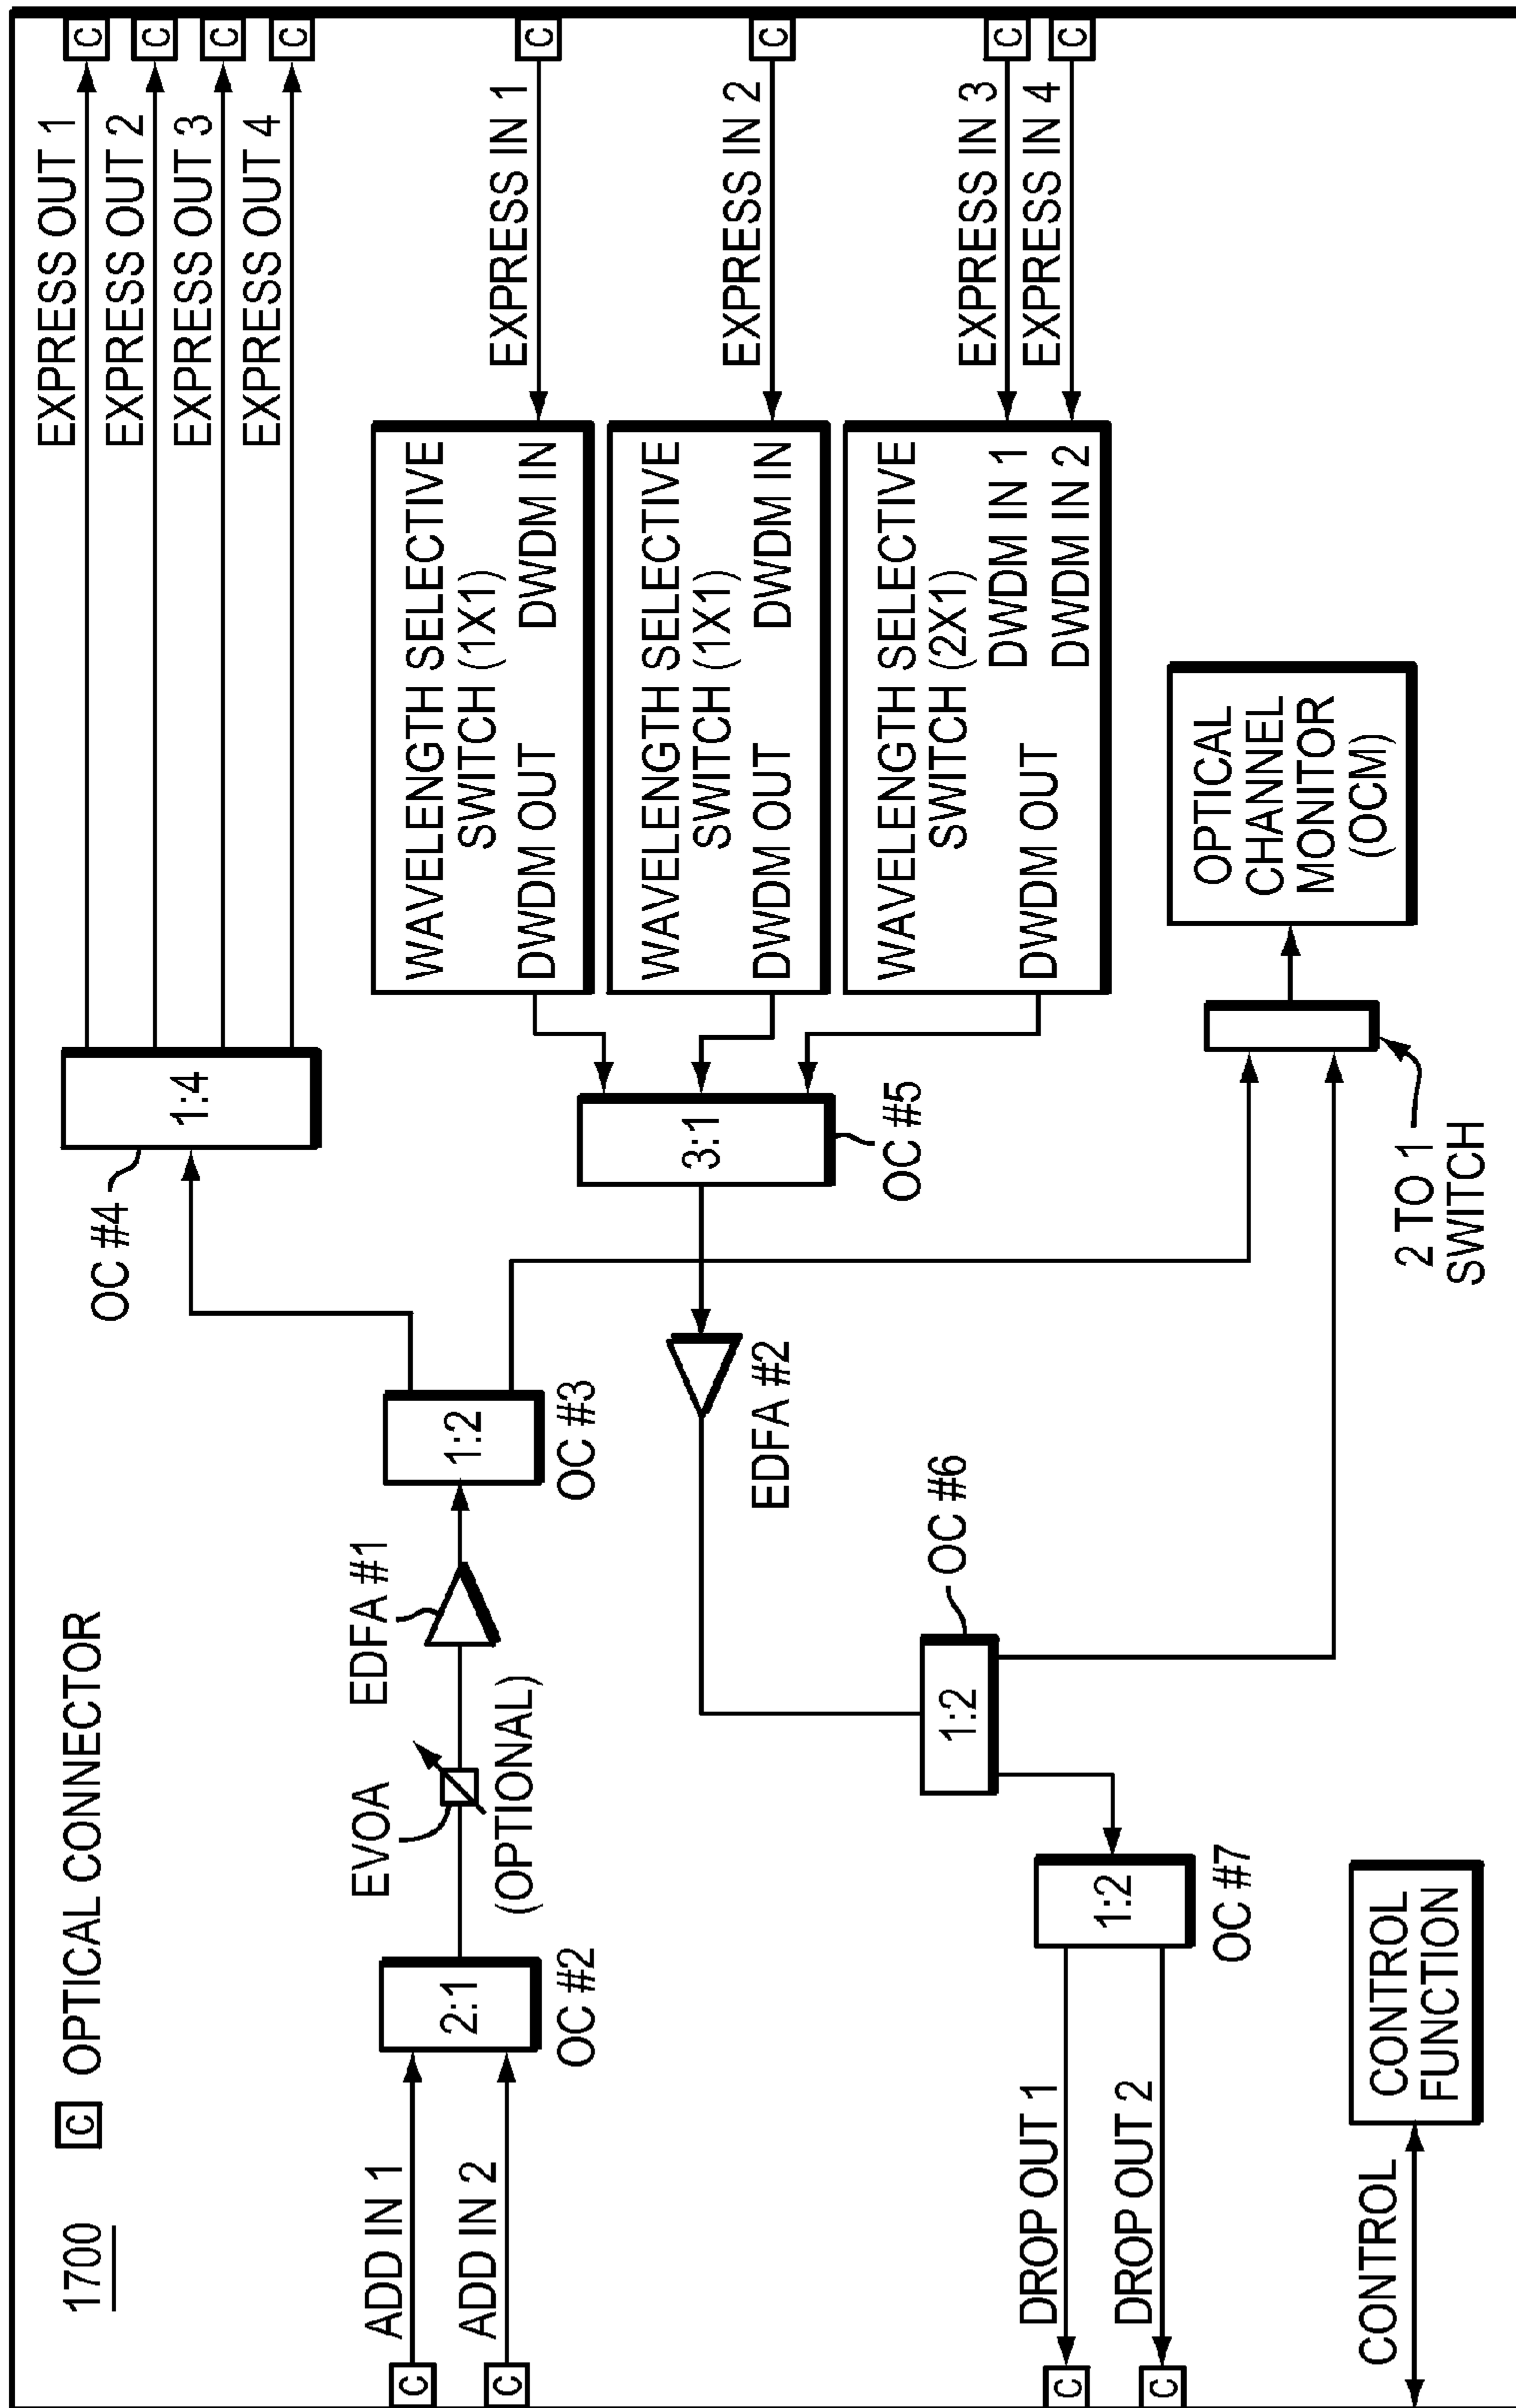 1700
C OPTICAL CONNECTOR
ADD IN 1
ADD IN 2
C
C
2:1
OC #2
EVOA
(OPTIONAL)
EDFA #1
1:2
OC #3
OC #4
1:4
EXPRESS OUT 1
EXPRESS OUT 2
EXPRESS OUT 3
EXPRESS OUT 4
C
C
C
C
WAVELENGTH SELECTIVE
SWITCH (1X1)
DWDM OUT DWDM IN
EXPRESS IN 1
C
WAVELENGTH SELECTIVE
SWITCH (1X1)
DWDM OUT DWDM IN
EXPRESS IN 2
C
WAVELENGTH SELECTIVE
SWITCH (2X1)
DWDM IN 1
DWDM OUT DWDM IN 2
EXPRESS IN 3
EXPRESS IN 4
C
C
3:1
OC #5
EDFA #2
1:2
OC #6
1:2
OC #7
DROP OUT 1
DROP OUT 2
C
C
2 TO 1
SWITCH
OPTICAL
CHANNEL
MONITOR
(OCM)
CONTROL
CONTROL
FUNCTION